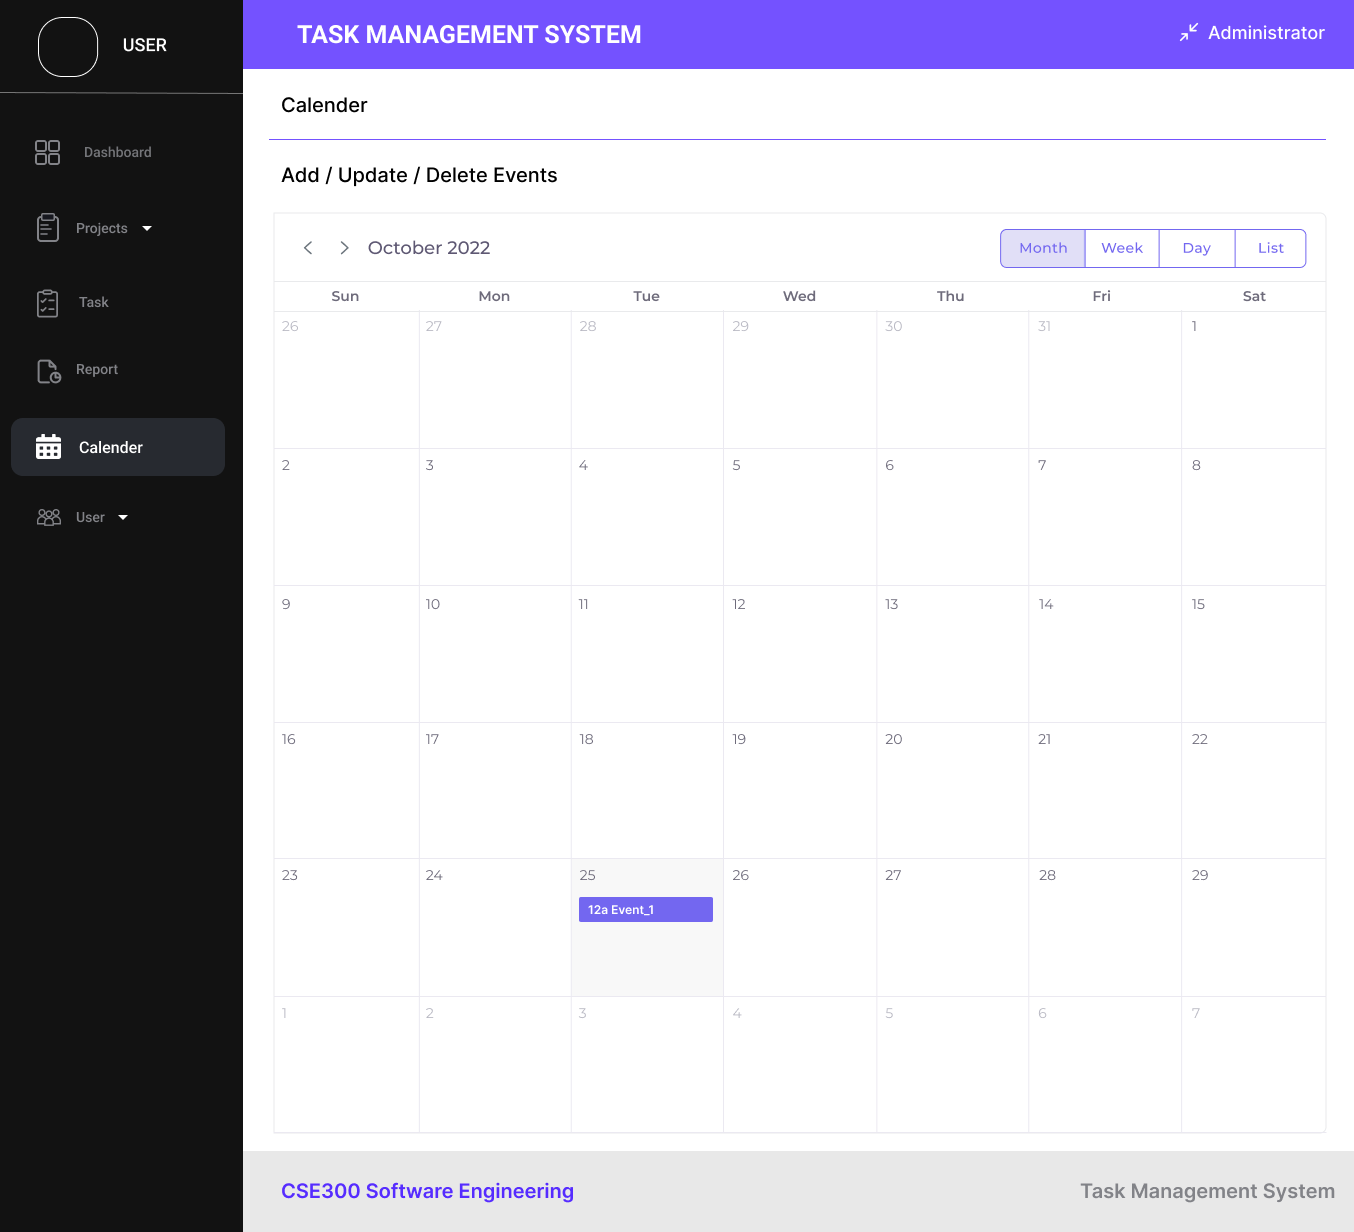 USER
TASK MANAGEMENT SYSTEM
Administrator
Dashboard
Projects
Task
Report
Calender
User
Calender
Add / Update / Delete Events
October 2022
Month Week Day List
Sun Mon Tue Wed Thu Fri Sat
26 27 28 29 30 31 1
2 3 4 5 6 7 8
9 10 11 12 13 14 15
16 17 18 19 20 21 22
23 24 25 26 27 28 29
12a Event_1
1 2 3 4 5 6 7
CSE300 Software Engineering
Task Management System